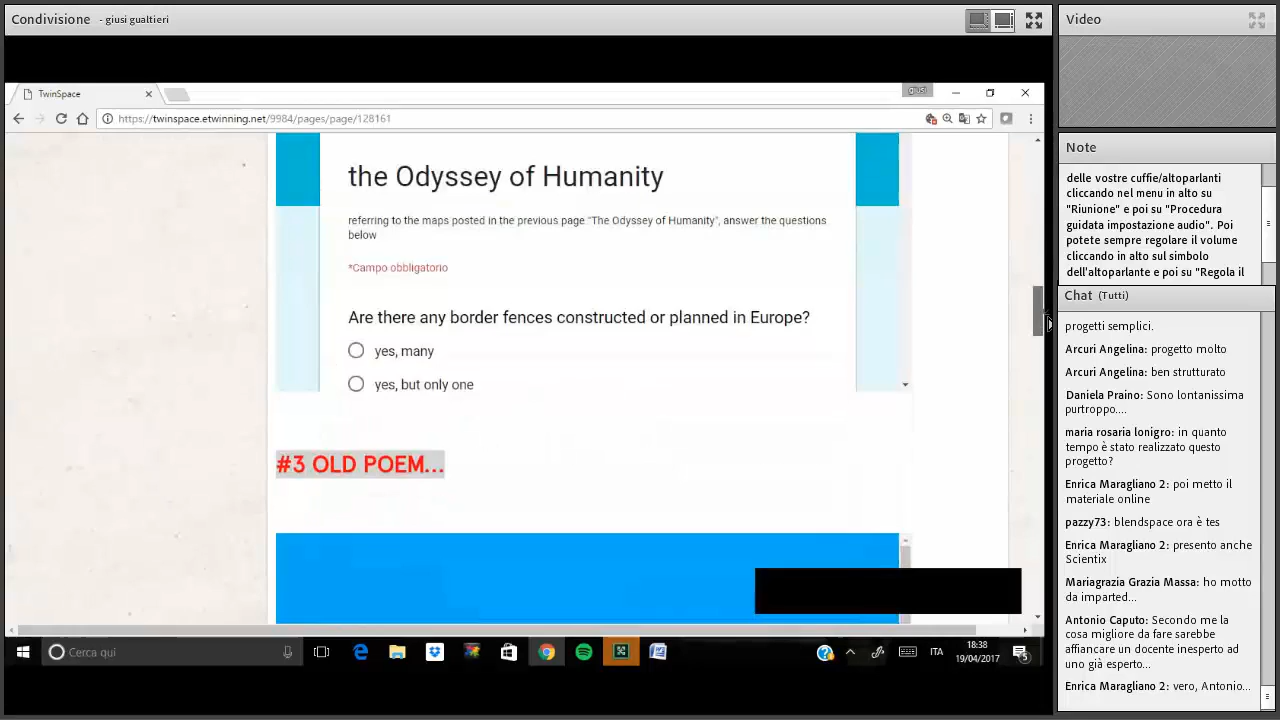 Condivisione - giusi gualtieri
TwinSpace
giusi
https://twinspace.etwinning.net/9984/pages/page/128161
the Odyssey of Humanity
referring to the maps posted in the previous page "The Odyssey of Humanity", answer the questions
below
*Campo obbligatorio
Are there any border fences constructed or planned in Europe?
yes, many
yes, but only one
#3 OLD POEM...
Cerca qui
ITA
18:38
19/04/2017
5
Video
Note
delle vostre cuffie/altoparlanti
cliccando nel menu in alto su
"Riunione" e poi su "Procedura
guidata impostazione audio". Poi
potete sempre regolare il volume
cliccando in alto sul simbolo
dell'altoparlante e poi su "Regola il
Chat (Tutti)
progetti semplici.
Arcuri Angelina: progetto molto
Arcuri Angelina: ben strutturato
Daniela Praino: Sono lontanissima
purtroppo....
maria rosaria lonigro: in quanto
tempo è stato realizzato questo
progetto?
Enrica Maragliano 2: poi metto il
materiale online
pazzy73: blendspace ora è tes
Enrica Maragliano 2: presento anche
Scientix
Mariagrazia Grazia Massa: ho motto
da imparted...
Antonio Caputo: Secondo me la
cosa migliore da fare sarebbe
affiancare un docente inesperto ad
uno già esperto...
Enrica Maragliano 2: vero, Antonio...